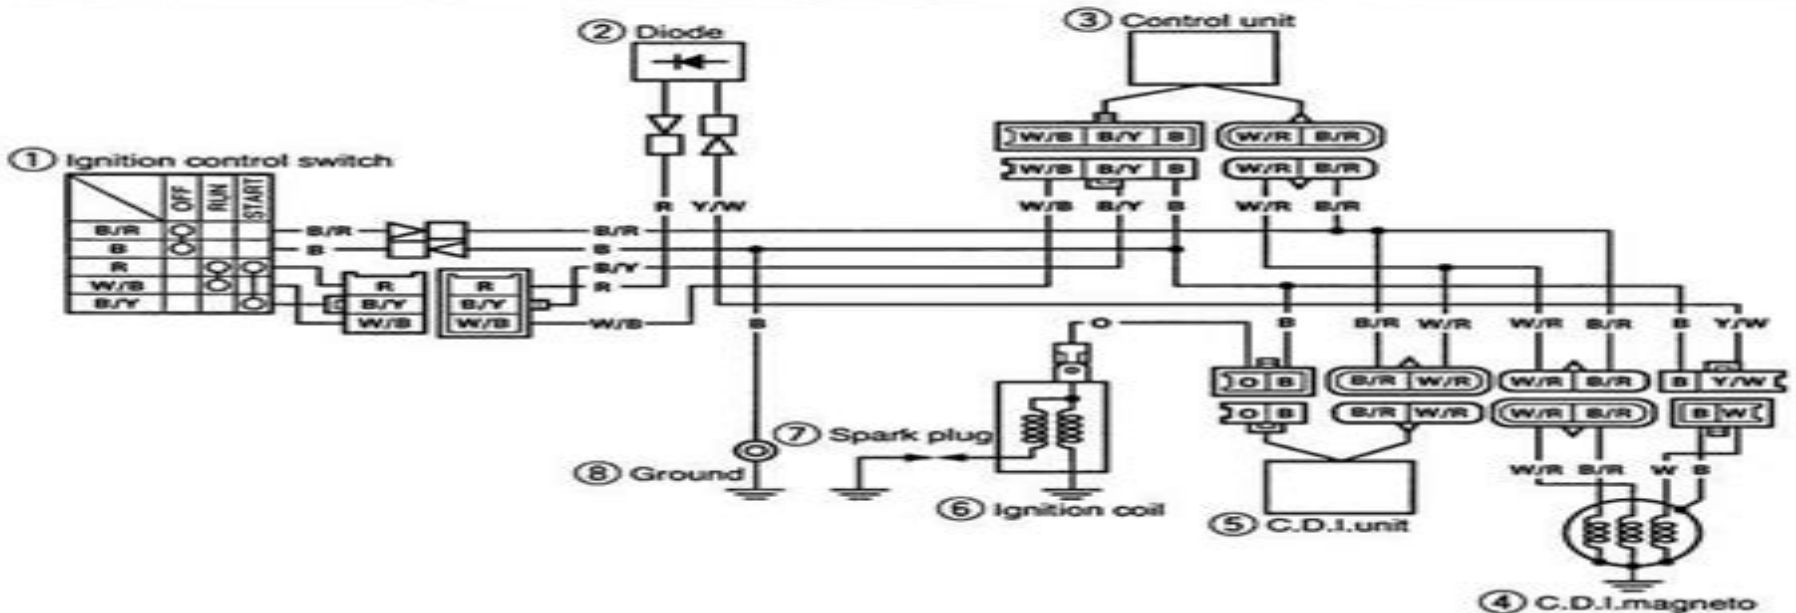 ③ Control unit
② Diode
W/B B/Y B W/R B/R
① Ignition control switch
W/B B/Y B W/R B/R
OFF RUN START
R Y/W W/B B/Y B W/R B/R
B/R B/R B/R
B B B
R B/Y
W/B R R R
B/Y B/Y B/Y
W/B W/B W/B B O B B/R W/R W/R B/R B Y/W
O B B/R W/R W/R B/R B Y/W
O B B/R W/R W/R B/R B W
⑦ Spark plug
⑧ Ground W/R B/R W B
⑥ Ignition coil
⑤ C.D.I.unit
④ C.D.I.magneto